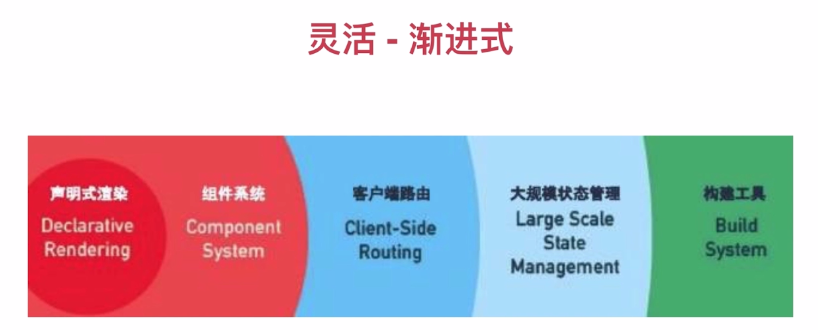 灵活 - 渐进式
声明式渲染
Declarative
Rendering
组件系统
Component
System
客户端路由
Client-Side
Routing
大规模状态管理
Large Scale
State
Management
构建工具
Build
System